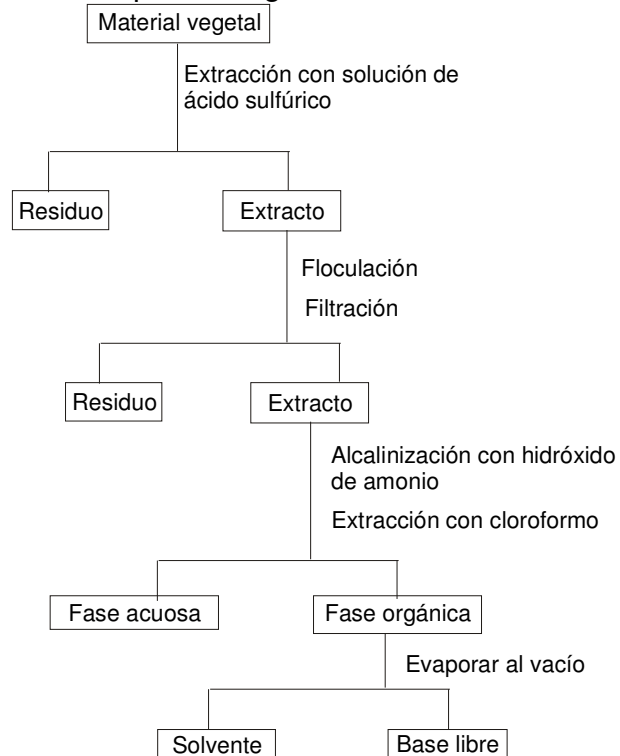 Material vegetal
Extracción con solución de
ácido sulfúrico
Residuo
Extracto
Floculación
Filtración
Residuo
Extracto
Alcalinización con hidróxido
de amonio
Extracción con cloroformo
Fase acuosa
Fase orgánica
Evaporar al vacío
Solvente
Base libre